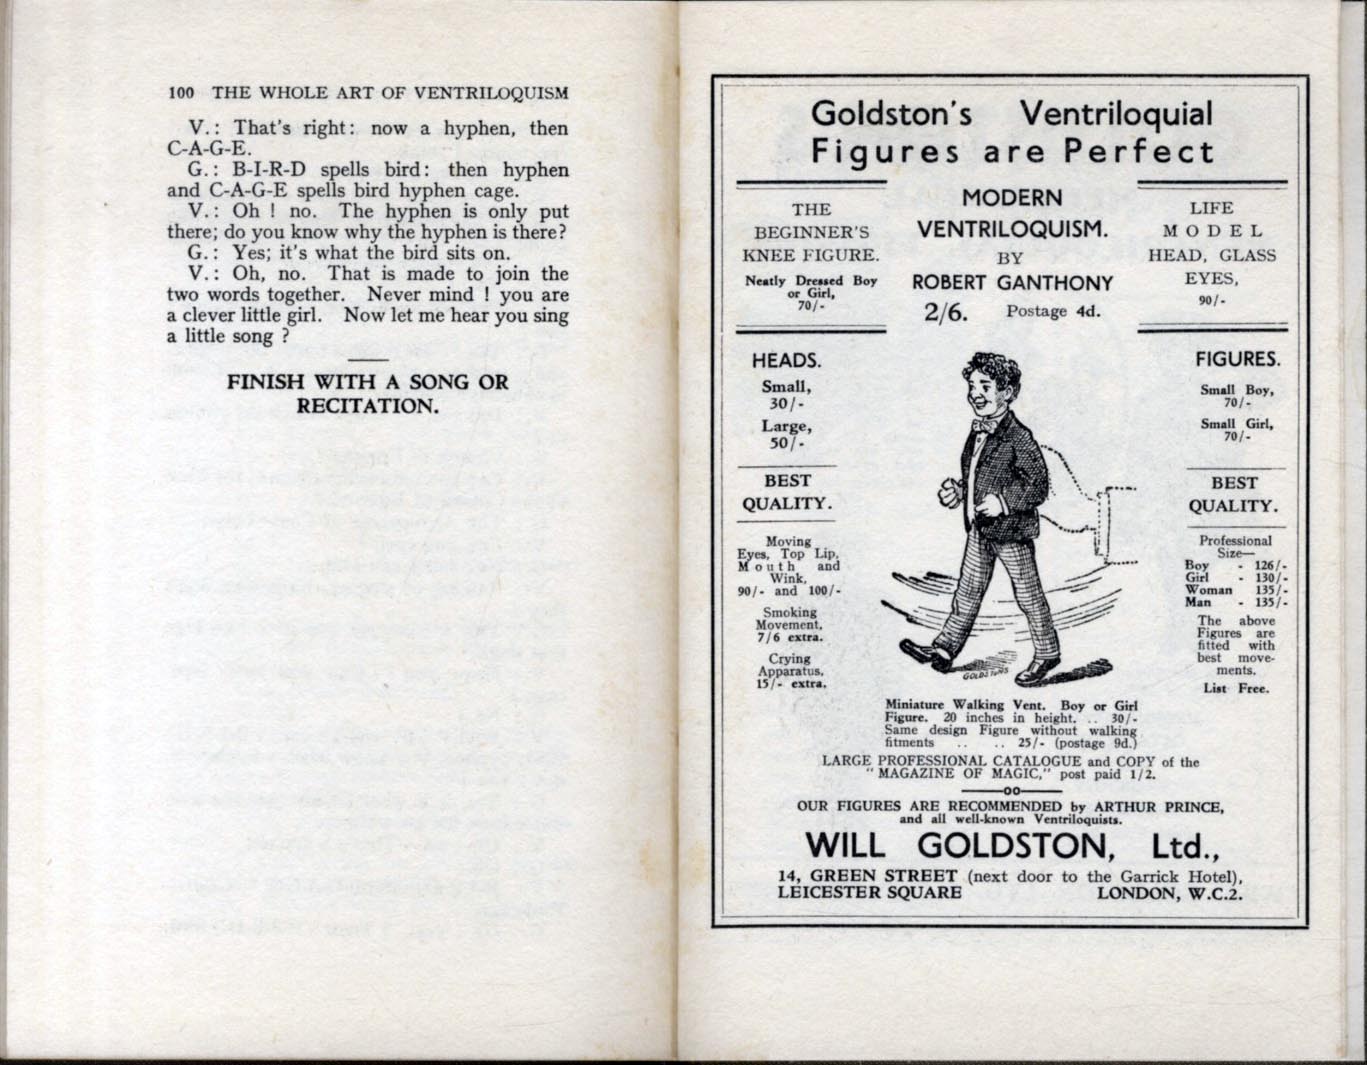 100 THE WHOLE ART OF VENTRILOQUISM
V.: That's right: now a hyphen, then
C-A-G-E.
G.: B-I-R-D spells bird: then hyphen
and C-A-G-E spells bird hyphen cage.
V.: Oh ! no. The hyphen is only put
there; do you know why the hyphen is there?
G.: Yes; it's what the bird sits on.
V.: Oh, no. That is made to join the
two words together. Never mind ! you are
a clever little girl. Now let me hear you sing
a little song ?
FINISH WITH A SONG OR
RECITATION.
Goldston's Ventriloquial
Figures are Perfect
THE
BEGINNER'S
KNEE FIGURE.
Neatly Dressed Boy
or Girl,
70/-
MODERN
VENTRILOQUISM.
BY
ROBERT GANTHONY
2/6. Postage 4d.
LIFE
MODEL
HEAD, GLASS
EYES,
90/-
HEADS.
Small,
30/-
Large,
50/-
BEST
QUALITY.
Moving
Eyes, Top Lip,
Mouth and
Wink,
90/- and 100/-
Smoking
Movement,
7/6 extra.
Crying
Apparatus,
15/- extra.
GOLDSTONS
FIGURES.
Small Boy,
70/-
Small Girl,
70/-
BEST
QUALITY.
Professional
Size—
Boy - 126/-
Girl - 130/-
Woman 135/-
Man - 135/-
The above
Figures are
fitted with
best move-
ments.
List Free.
Miniature Walking Vent. Boy or Girl
Figure. 20 inches in height. .. 30/-
Same design Figure without walking
fitments .. .. 25/- (postage 9d.)
LARGE PROFESSIONAL CATALOGUE and COPY of the
"MAGAZINE OF MAGIC," post paid 1/2.
OUR FIGURES ARE RECOMMENDED by ARTHUR PRINCE,
and all well-known Ventriloquists.
WILL GOLDSTON, Ltd.,
14, GREEN STREET (next door to the Garrick Hotel),
LEICESTER SQUARE LONDON, W.C.2.